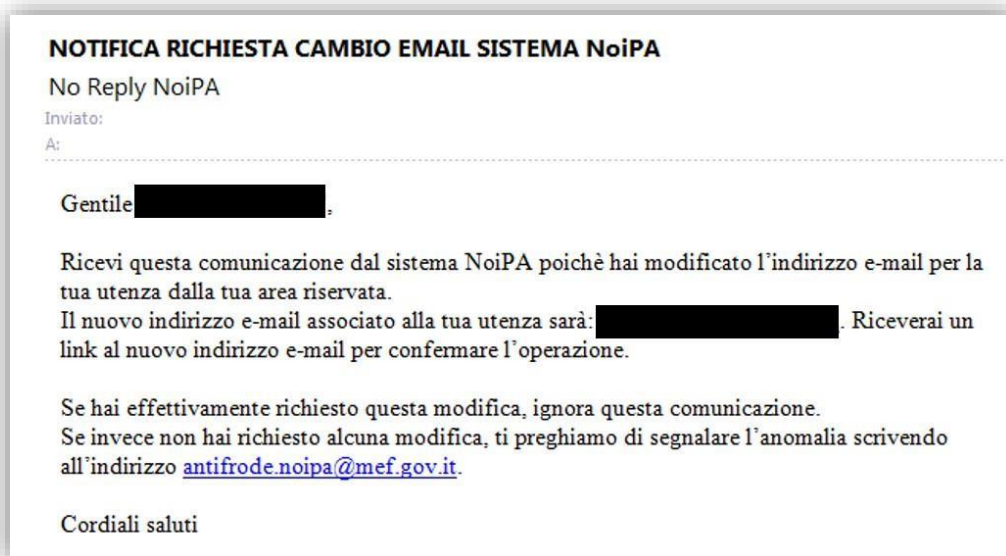 NOTIFICA RICHIESTA CAMBIO EMAIL SISTEMA NoiPA
No Reply NoiPA
Inviato:
A:
Gentile ,
Ricevi questa comunicazione dal sistema NoiPA poichè hai modificato l'indirizzo e-mail per la
tua utenza dalla tua area riservata.
Il nuovo indirizzo e-mail associato alla tua utenza sarà: . Riceverai un
link al nuovo indirizzo e-mail per confermare l'operazione.
Se hai effettivamente richiesto questa modifica, ignora questa comunicazione.
Se invece non hai richiesto alcuna modifica, ti preghiamo di segnalare l'anomalia scrivendo
all'indirizzo antifrode.noipa@mef.gov.it.
Cordiali saluti